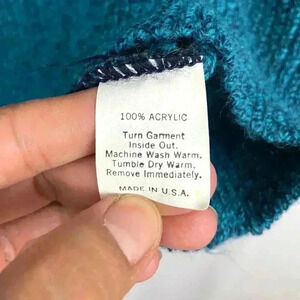 100% ACRYLIC
Turn Garment
Inside Out.
Machine Wash Warm.
Tumble Dry Warm.
Remove Immediately.
MADE IN U.S.A.